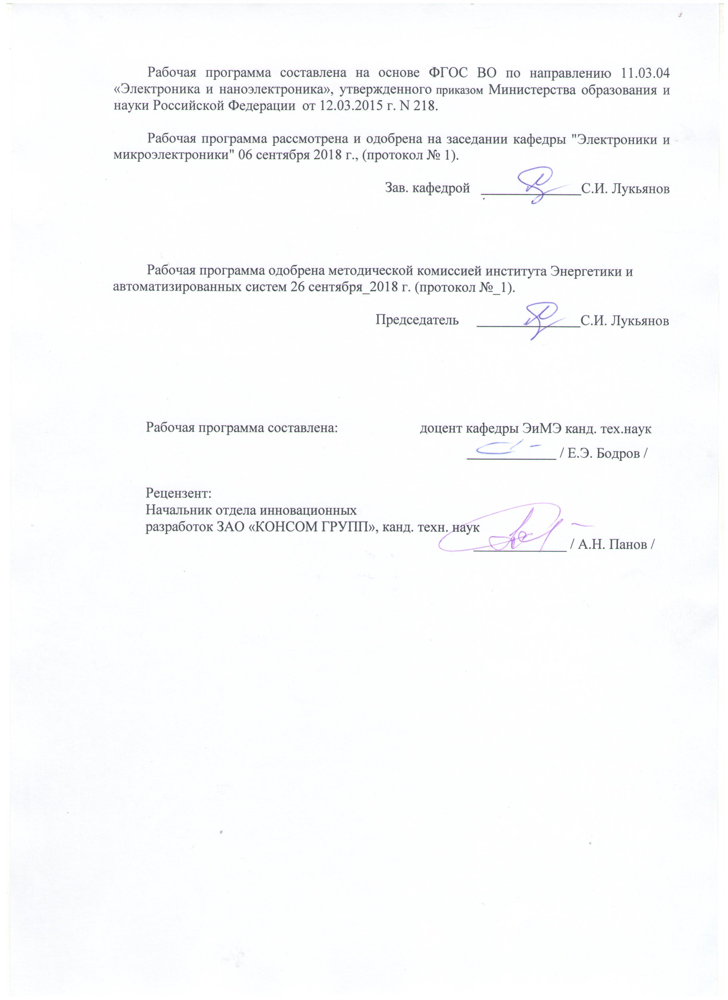 Рабочая программа составлена на основе ФГОС ВО по направлению 11.03.04
«Электроника и наноэлектроника», утвержденного приказом Министерства образования и
науки Российской Федерации от 12.03.2015 г. N 218.
Рабочая программа рассмотрена и одобрена на заседании кафедры "Электроники и
микроэлектроники" 06 сентября 2018 г., (протокол № 1).
Зав. кафедрой ______________С.И. Лукьянов
Рабочая программа одобрена методической комиссией института Энергетики и
автоматизированных систем 26 сентября_2018 г. (протокол №_1).
Председатель ______________С.И. Лукьянов
Рабочая программа составлена: доцент кафедры ЭиМЭ канд. тех.наук
____________ / Е.Э. Бодров /
Рецензент:
Начальник отдела инновационных
разработок ЗАО «КОНСОМ ГРУПП», канд. техн. наук
____________ / А.Н. Панов /